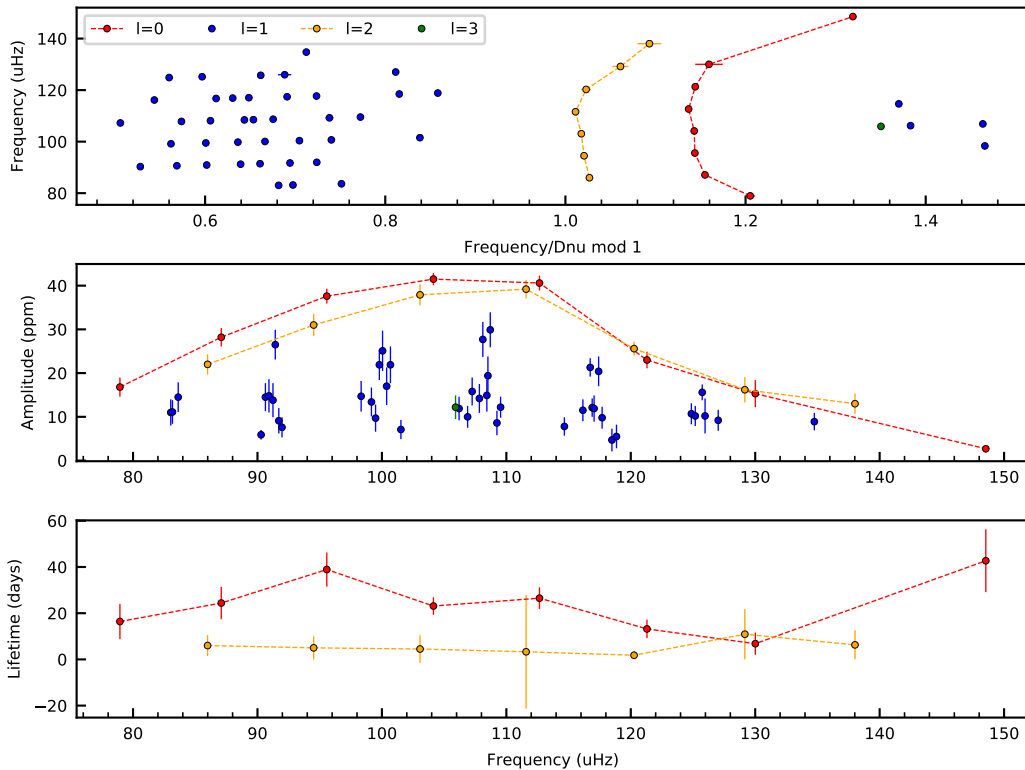 l=0 l=1 l=2 l=3
Frequency (uHz)
140
120
100
80
0.6 0.8 1.0 1.2 1.4
Frequency/Dnu mod 1
Amplitude (ppm)
40
30
20
10
0
80 90 100 110 120 130 140 150
Lifetime (days)
60
40
20
0
−20
80 90 100 110 120 130 140 150
Frequency (uHz)